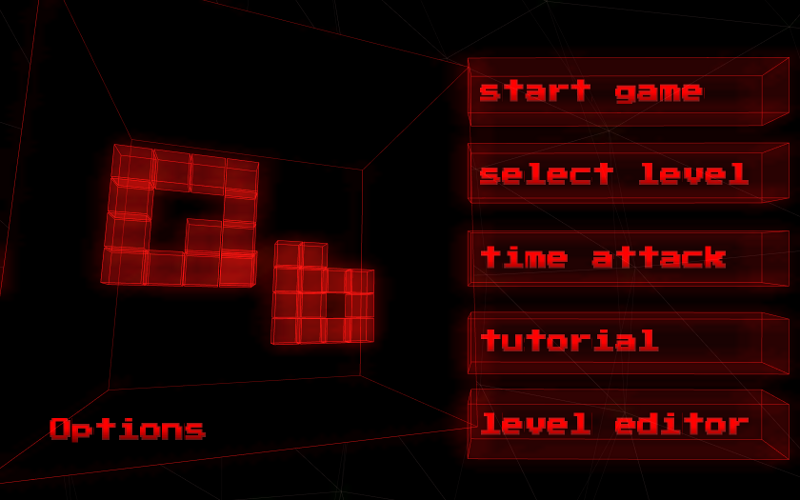 start game
select level
time attack
tutorial
level editor
Options